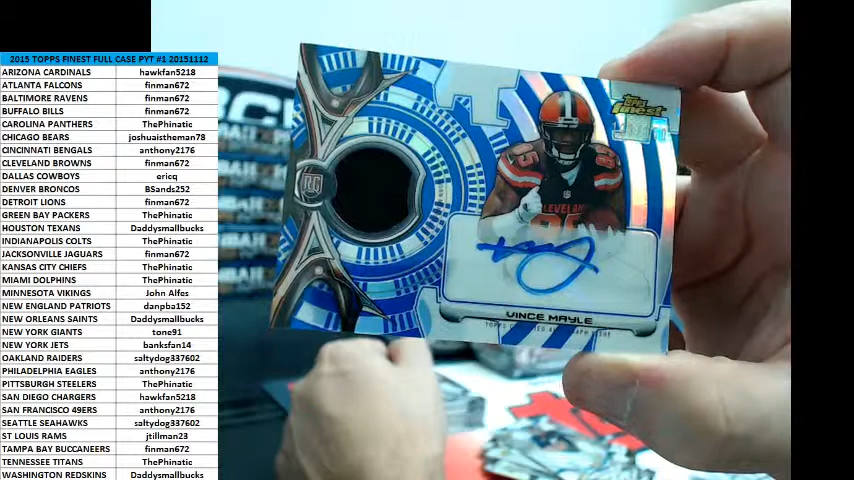 2015 TOPPS FINEST FULL CASE PYT #1 20151112
ARIZONA CARDINALS hawkfan5218
ATLANTA FALCONS finman672
BALTIMORE RAVENS finman672
BUFFALO BILLS finman672
CAROLINA PANTHERS ThePhinatic
CHICAGO BEARS joshuaistheman78
CINCINNATI BENGALS anthony2176
CLEVELAND BROWNS finman672
DALLAS COWBOYS ericq
DENVER BRONCOS BSands252
DETROIT LIONS finman672
GREEN BAY PACKERS ThePhinatic
HOUSTON TEXANS Daddysmallbucks
INDIANAPOLIS COLTS ThePhinatic
JACKSONVILLE JAGUARS finman672
KANSAS CITY CHIEFS ThePhinatic
MIAMI DOLPHINS ThePhinatic
MINNESOTA VIKINGS John Alfes
NEW ENGLAND PATRIOTS danpba152
NEW ORLEANS SAINTS Daddysmallbucks
NEW YORK GIANTS tone91
NEW YORK JETS banksfan14
OAKLAND RAIDERS saltydog337602
PHILADELPHIA EAGLES anthony2176
PITTSBURGH STEELERS ThePhinatic
SAN DIEGO CHARGERS hawkfan5218
SAN FRANCISCO 49ERS anthony2176
SEATTLE SEAHAWKS saltydog337602
ST LOUIS RAMS jtillman23
TAMPA BAY BUCCANEERS finman672
TENNESSEE TITANS ThePhinatic
WASHINGTON REDSKINS Daddysmallbucks
Topps
finest
RC
CLEVELAND
VINCE MAYLE
TOPPS CERTIFIED AUTOGRAPH ISSUE